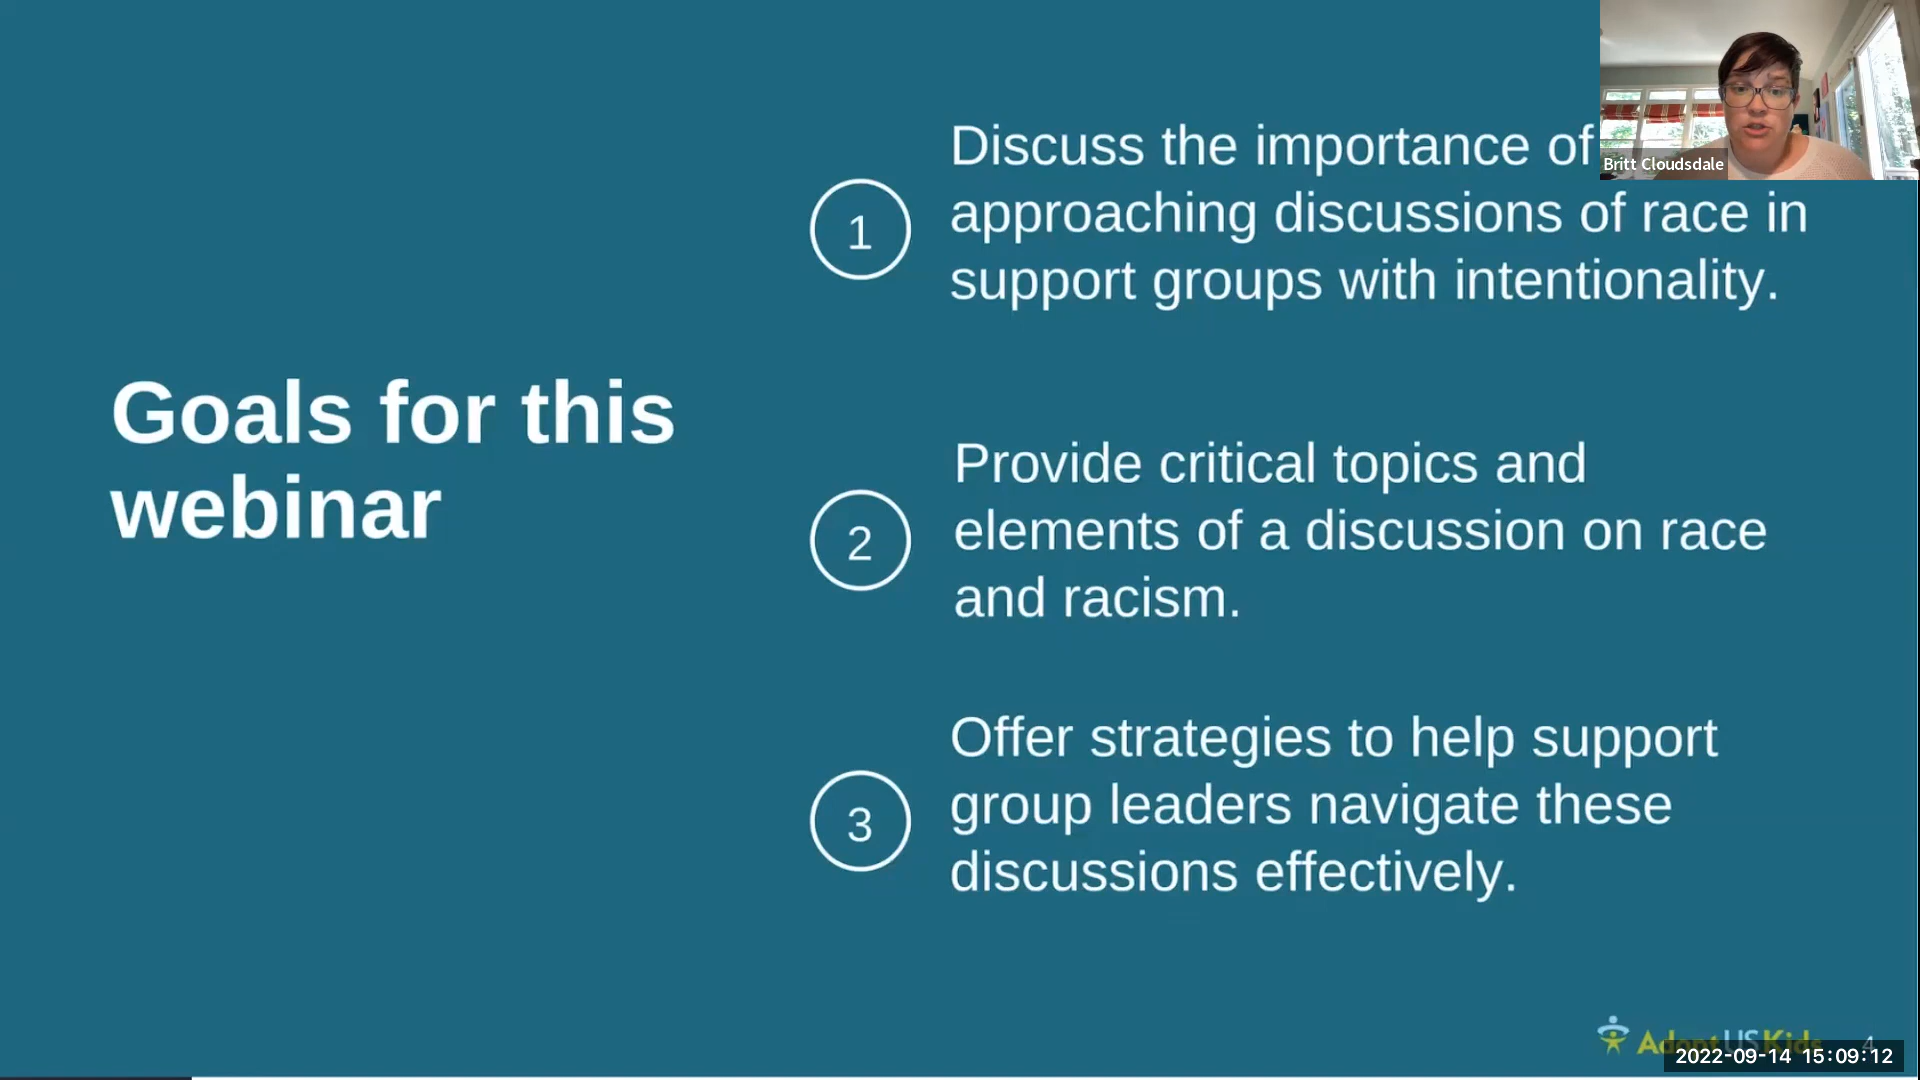 Goals for this
webinar
1
Discuss the importance of
approaching discussions of race in
support groups with intentionality.
2
Provide critical topics and
elements of a discussion on race
and racism.
3
Offer strategies to help support
group leaders navigate these
discussions effectively.
Britt Cloudsdale
AdoptUSKids
4
2022-09-14 15:09:12